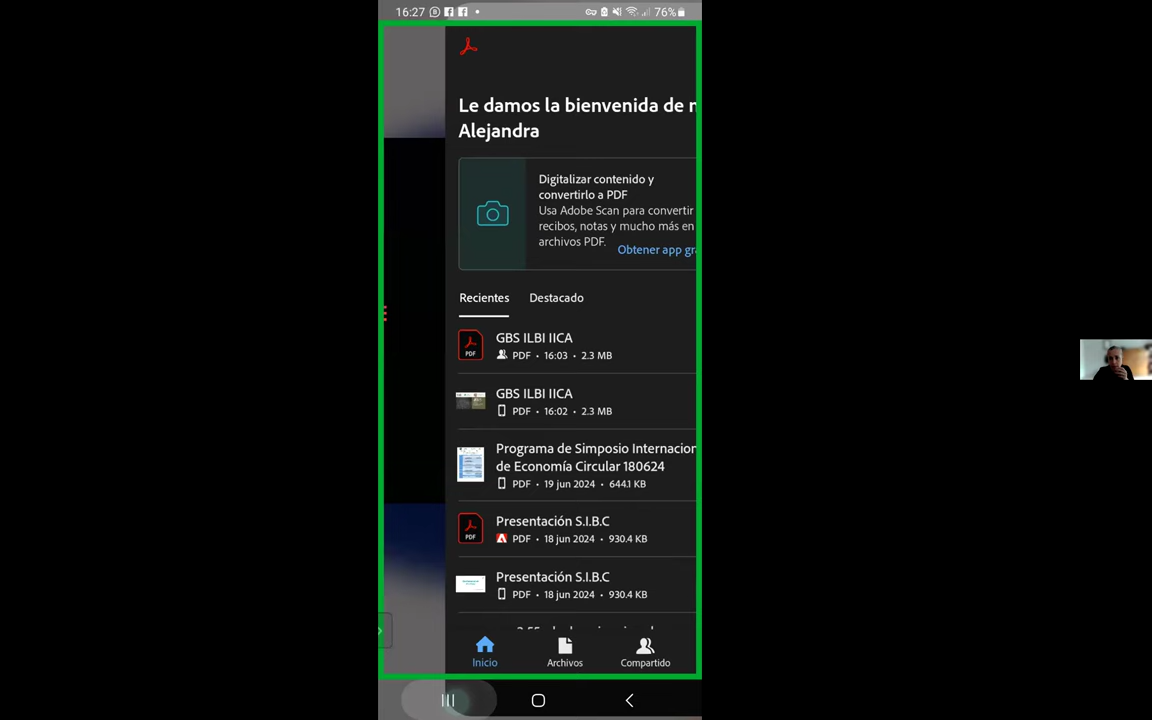 16:27
76%
Le damos la bienvenida de n
Alejandra
Digitalizar contenido y
convertirlo a PDF
Usa Adobe Scan para convertir
recibos, notas y mucho más en
archivos PDF.
Obtener app gra
Recientes
Destacado
GBS ILBI IICA
PDF • 16:03 • 2.3 MB
GBS ILBI IICA
PDF • 16:02 • 2.3 MB
Programa de Simposio Internacion
de Economía Circular 180624
PDF • 19 jun 2024 • 644.1 KB
Presentación S.I.B.C
PDF • 18 jun 2024 • 930.4 KB
Presentación S.I.B.C
PDF • 18 jun 2024 • 930.4 KB
Inicio
Archivos
Compartido